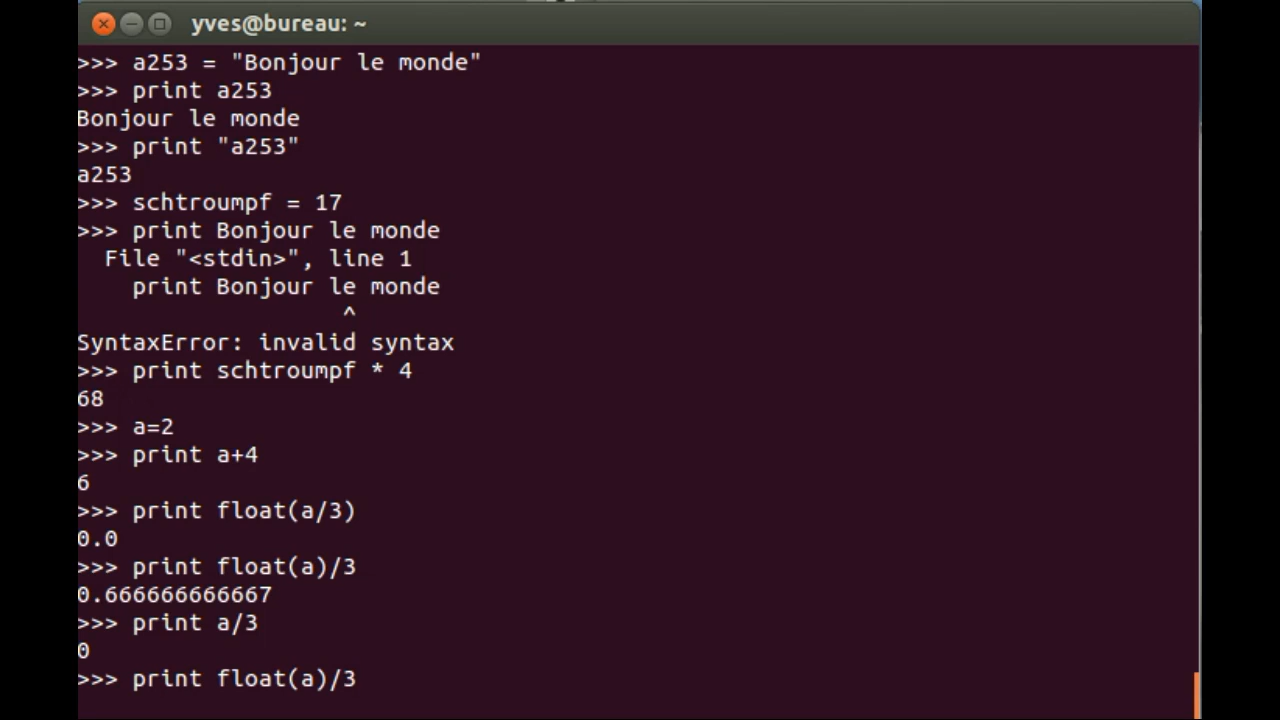 yves@bureau: ~
>>> a253 = "Bonjour le monde"
>>> print a253
Bonjour le monde
>>> print "a253"
a253
>>> schtroumpf = 17
>>> print Bonjour le monde
  File "<stdin>", line 1
    print Bonjour le monde
                   ^
SyntaxError: invalid syntax
>>> print schtroumpf * 4
68
>>> a=2
>>> print a+4
6
>>> print float(a/3)
0.0
>>> print float(a)/3
0.666666666667
>>> print a/3
0
>>> print float(a)/3